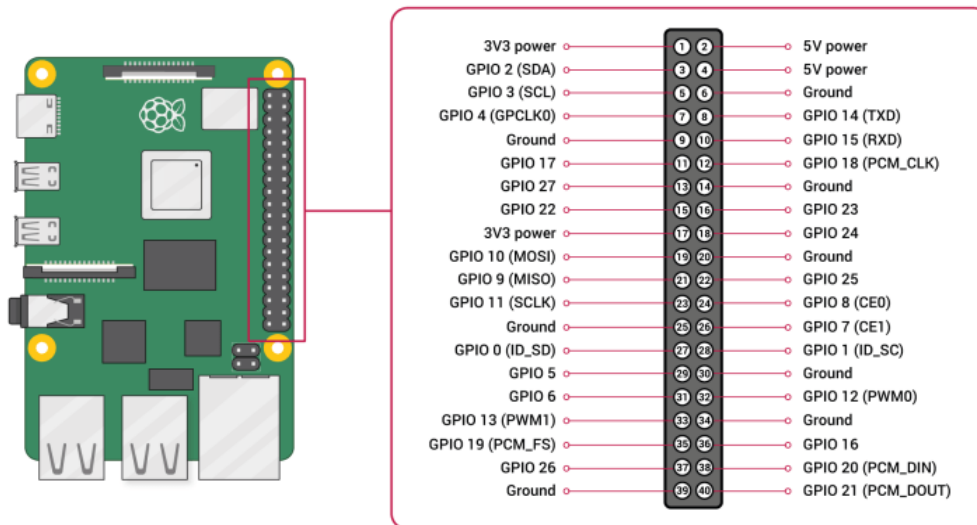 3V3 power 1 2 5V power
GPIO 2 (SDA) 3 4 5V power
GPIO 3 (SCL) 5 6 Ground
GPIO 4 (GPCLK0) 7 8 GPIO 14 (TXD)
Ground 9 10 GPIO 15 (RXD)
GPIO 17 11 12 GPIO 18 (PCM_CLK)
GPIO 27 13 14 Ground
GPIO 22 15 16 GPIO 23
3V3 power 17 18 GPIO 24
GPIO 10 (MOSI) 19 20 Ground
GPIO 9 (MISO) 21 22 GPIO 25
GPIO 11 (SCLK) 23 24 GPIO 8 (CE0)
Ground 25 26 GPIO 7 (CE1)
GPIO 0 (ID_SD) 27 28 GPIO 1 (ID_SC)
GPIO 5 29 30 Ground
GPIO 6 31 32 GPIO 12 (PWM0)
GPIO 13 (PWM1) 33 34 Ground
GPIO 19 (PCM_FS) 35 36 GPIO 16
GPIO 26 37 38 GPIO 20 (PCM_DIN)
Ground 39 40 GPIO 21 (PCM_DOUT)